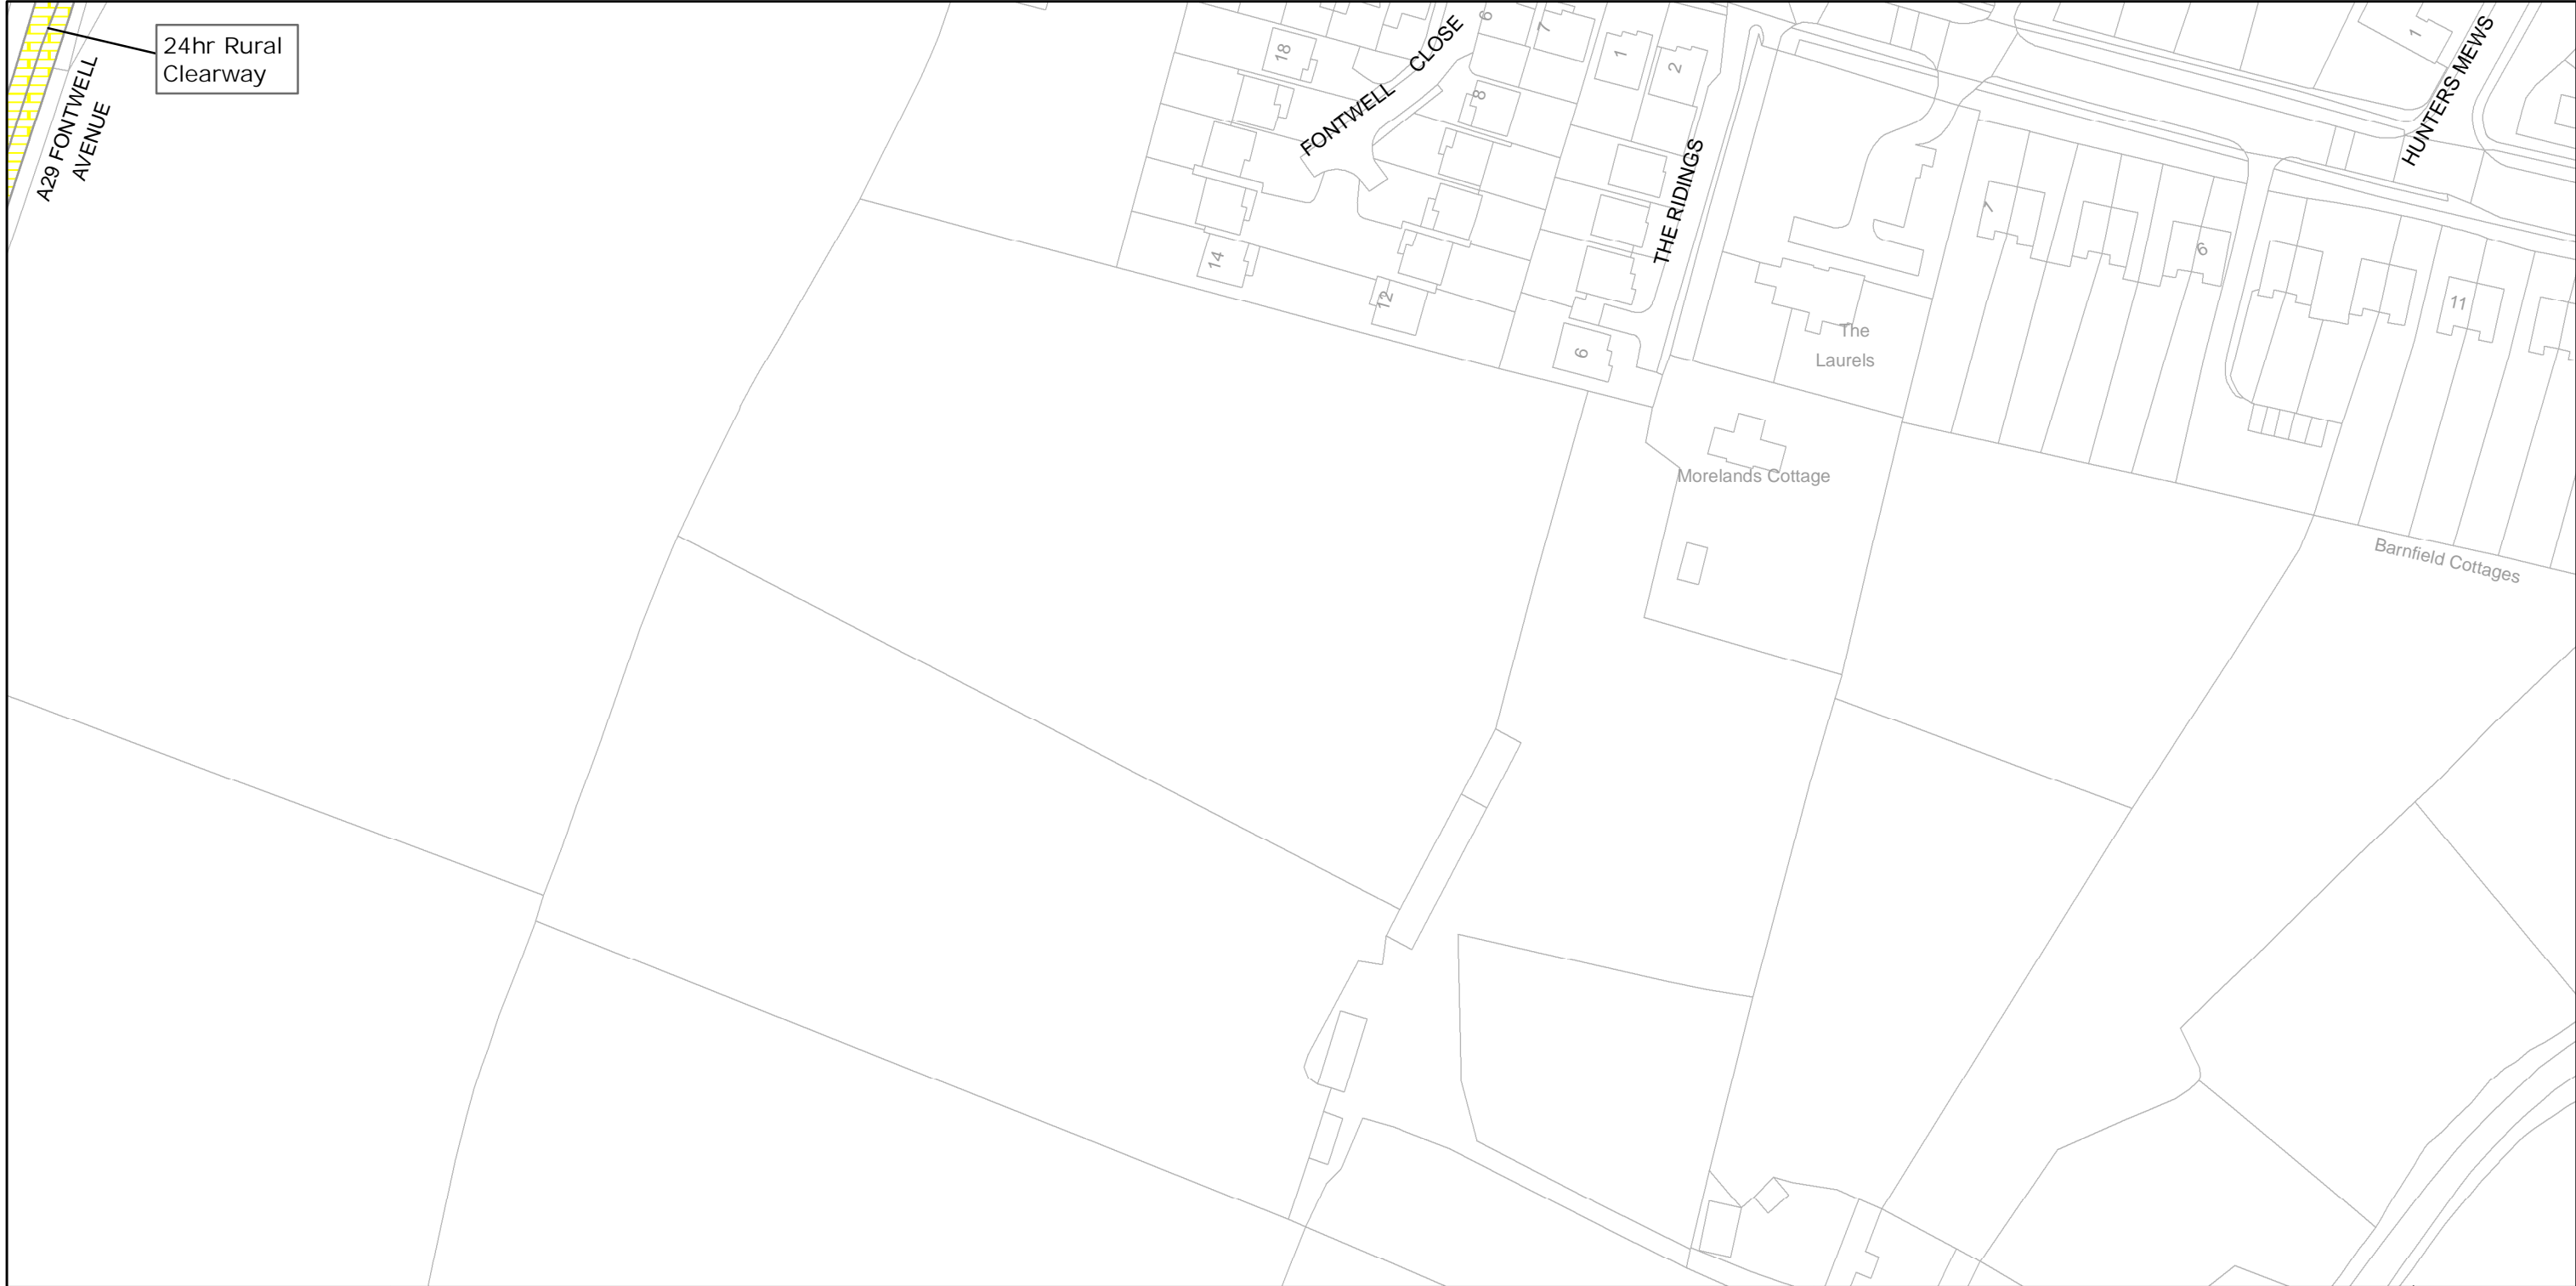 24hr Rural
Clearway
A29 FONTWELL
AVENUE
18
14
FONTWELL
CLOSE
6
7
8
12
1
2
6
THE RIDINGS
The
Laurels
Morelands Cottage
7
6
11
1
HUNTERS MEWS
Barnfield Cottages